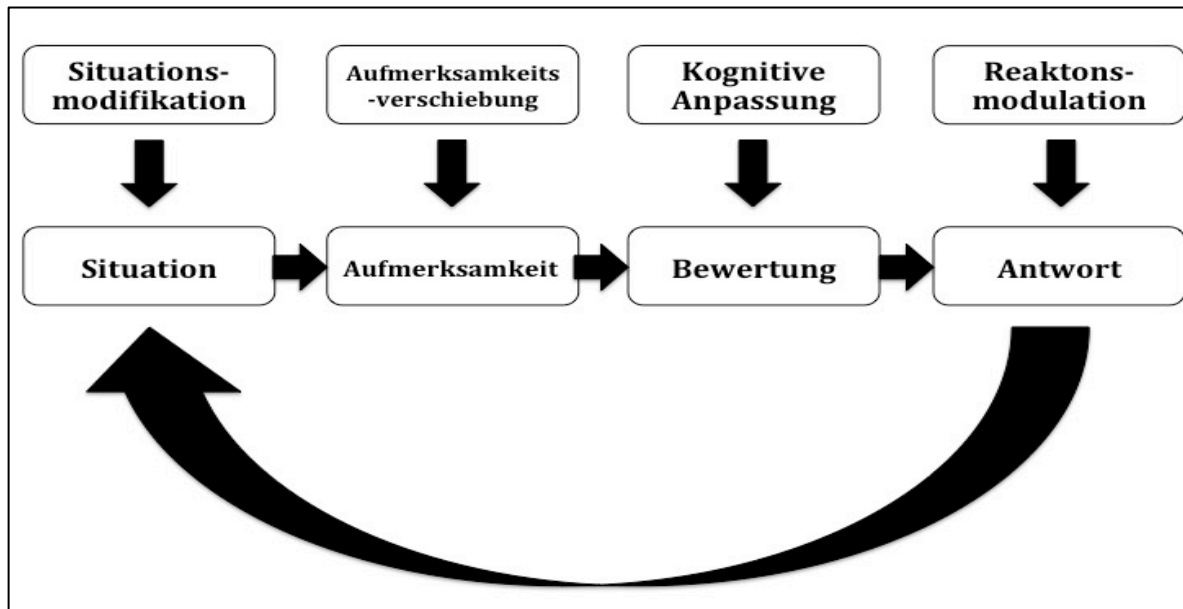 Situations-
modifikation
Aufmerksamkeits
-verschiebung
Kognitive
Anpassung
Reaktons-
modulation
Situation
Aufmerksamkeit
Bewertung
Antwort